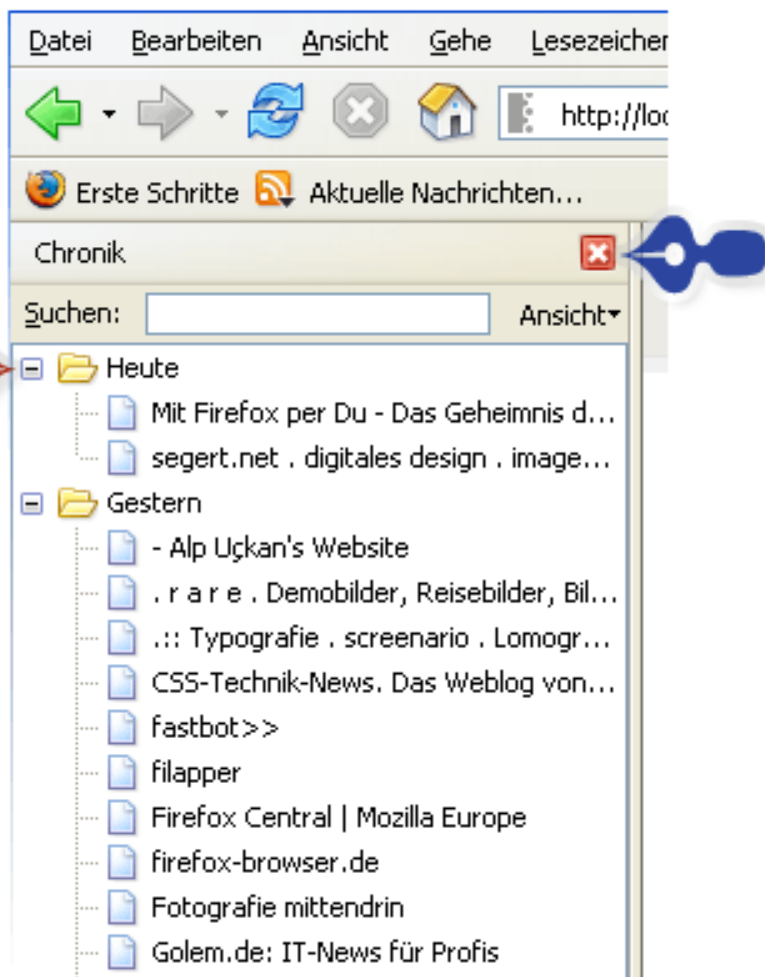 Datei Bearbeiten Ansicht Gehe Lesezeichen
http://loc
Erste Schritte Aktuelle Nachrichten...
Chronik
Suchen: Ansicht
Heute
Mit Firefox per Du - Das Geheimnis d...
segert.net . digitales design . image...
Gestern
- Alp Uçkan's Website
. r a r e . Demobilder, Reisebilder, Bil...
.:: Typografie . screenario . Lomogr...
CSS-Technik-News. Das Weblog von...
fastbot>>
filapper
Firefox Central | Mozilla Europe
firefox-browser.de
Fotografie mittendrin
Golem.de: IT-News für Profis